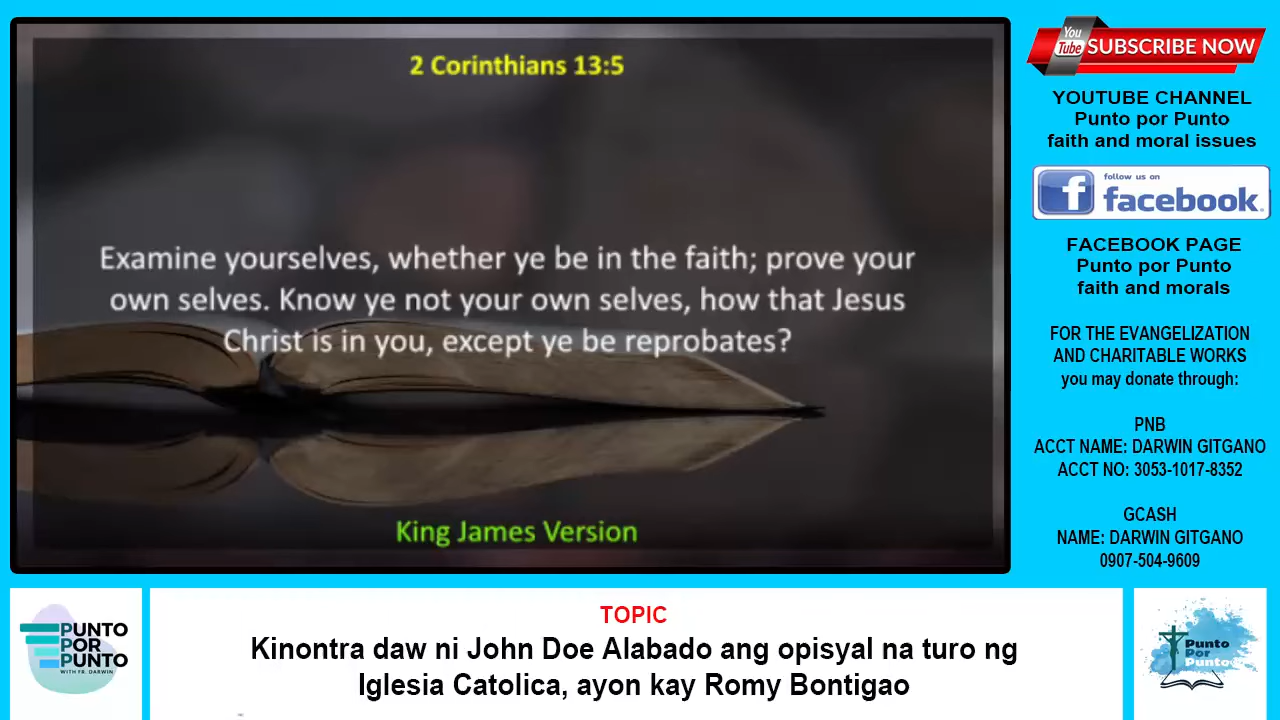 2 Corinthians 13:5
Examine yourselves, whether ye be in the faith; prove your
own selves. Know ye not your own selves, how that Jesus
Christ is in you, except ye be reprobates?
King James Version
You
Tube SUBSCRIBE NOW
YOUTUBE CHANNEL
Punto por Punto
faith and moral issues
follow us on
facebook.
FACEBOOK PAGE
Punto por Punto
faith and morals
FOR THE EVANGELIZATION
AND CHARITABLE WORKS
you may donate through:
PNB
ACCT NAME: DARWIN GITGANO
ACCT NO: 3053-1017-8352
GCASH
NAME: DARWIN GITGANO
0907-504-9609
PUNTO
POR
PUNTO
WITH FR. DARWIN
TOPIC
Kinontra daw ni John Doe Alabado ang opisyal na turo ng
Iglesia Catolica, ayon kay Romy Bontigao
Punto
Por
Punto